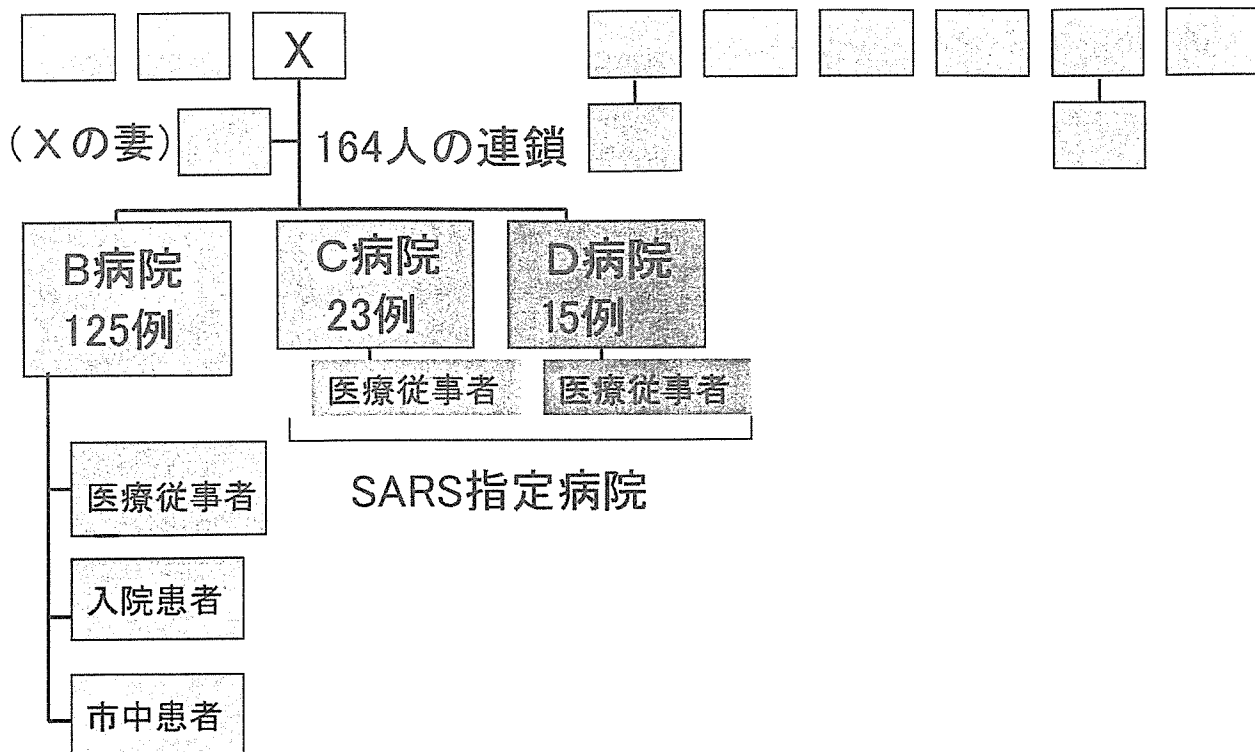 X
(Xの妻)
164人の連鎖
B病院
125例
C病院
23例
D病院
15例
医療従事者
医療従事者
SARS指定病院
医療従事者
入院患者
市中患者